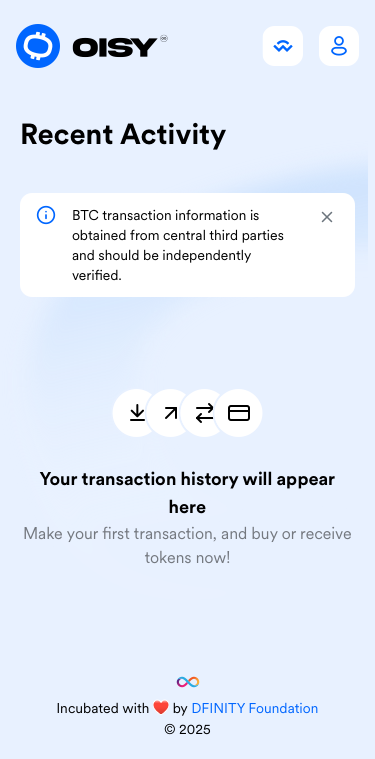 OISY
Recent Activity
BTC transaction information is
obtained from central third parties
and should be independently
verified.
Your transaction history will appear
here
Make your first transaction, and buy or receive
tokens now!
Incubated with ❤️ by DFINITY Foundation
© 2025